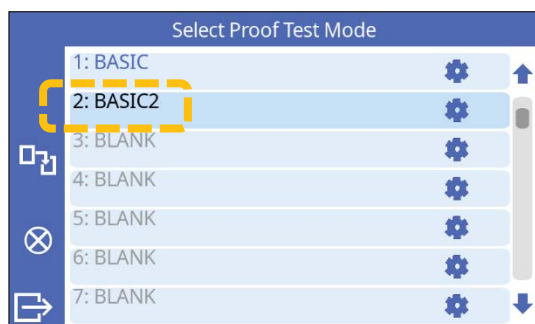 Select Proof Test Mode
1: BASIC
2: BASIC2
3: BLANK
4: BLANK
5: BLANK
6: BLANK
7: BLANK